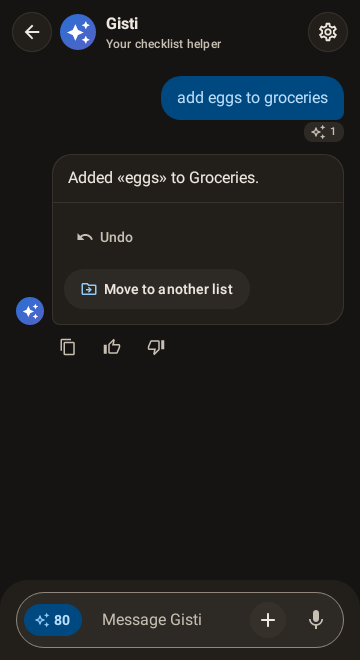 Gisti
Your checklist helper
add eggs to groceries
1
Added «eggs» to Groceries.
Undo
Move to another list
80
Message Gisti